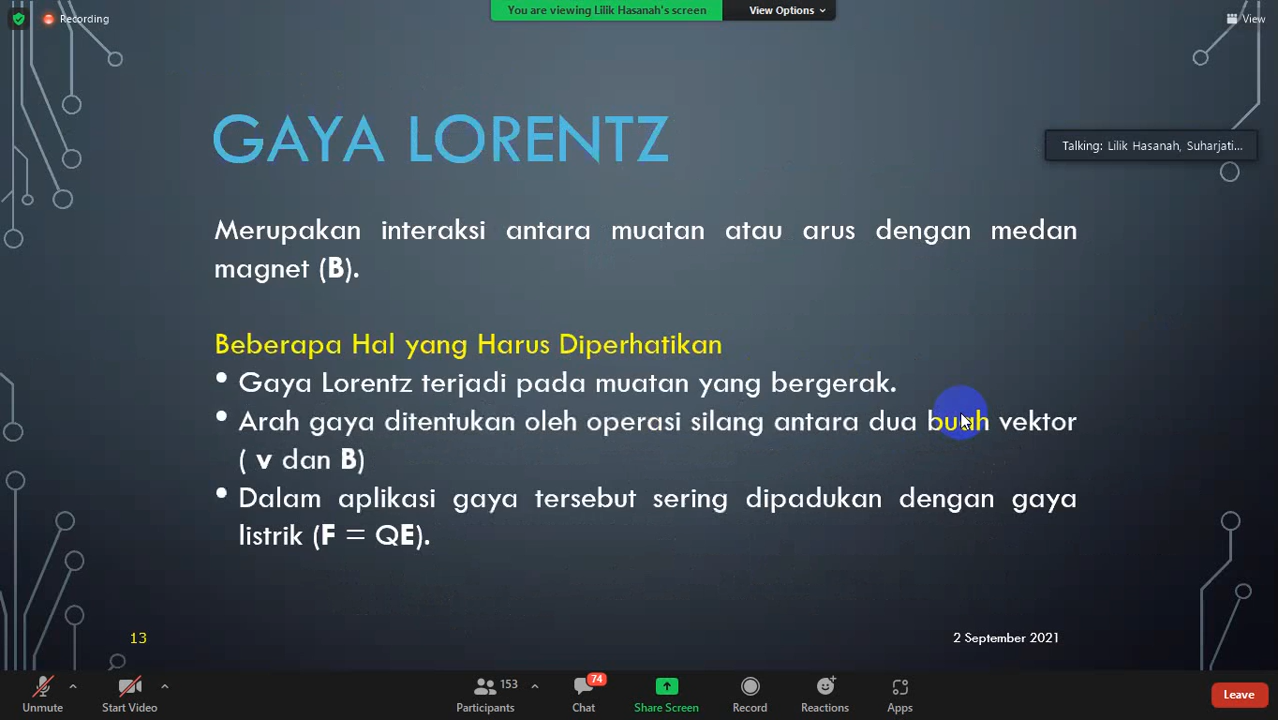 You are viewing Lilik Hasanah's screen
View Options
Recording
View
GAYA LORENTZ
Talking: Lilik Hasanah, Suharjati...
Merupakan interaksi antara muatan atau arus dengan medan
magnet (B).
Beberapa Hal yang Harus Diperhatikan
• Gaya Lorentz terjadi pada muatan yang bergerak.
• Arah gaya ditentukan oleh operasi silang antara dua buah vektor
( v dan B)
• Dalam aplikasi gaya tersebut sering dipadukan dengan gaya
listrik (F = QE).
13
2 September 2021
Unmute
Start Video
153
Participants
74
Chat
Share Screen
Record
Reactions
Apps
Leave